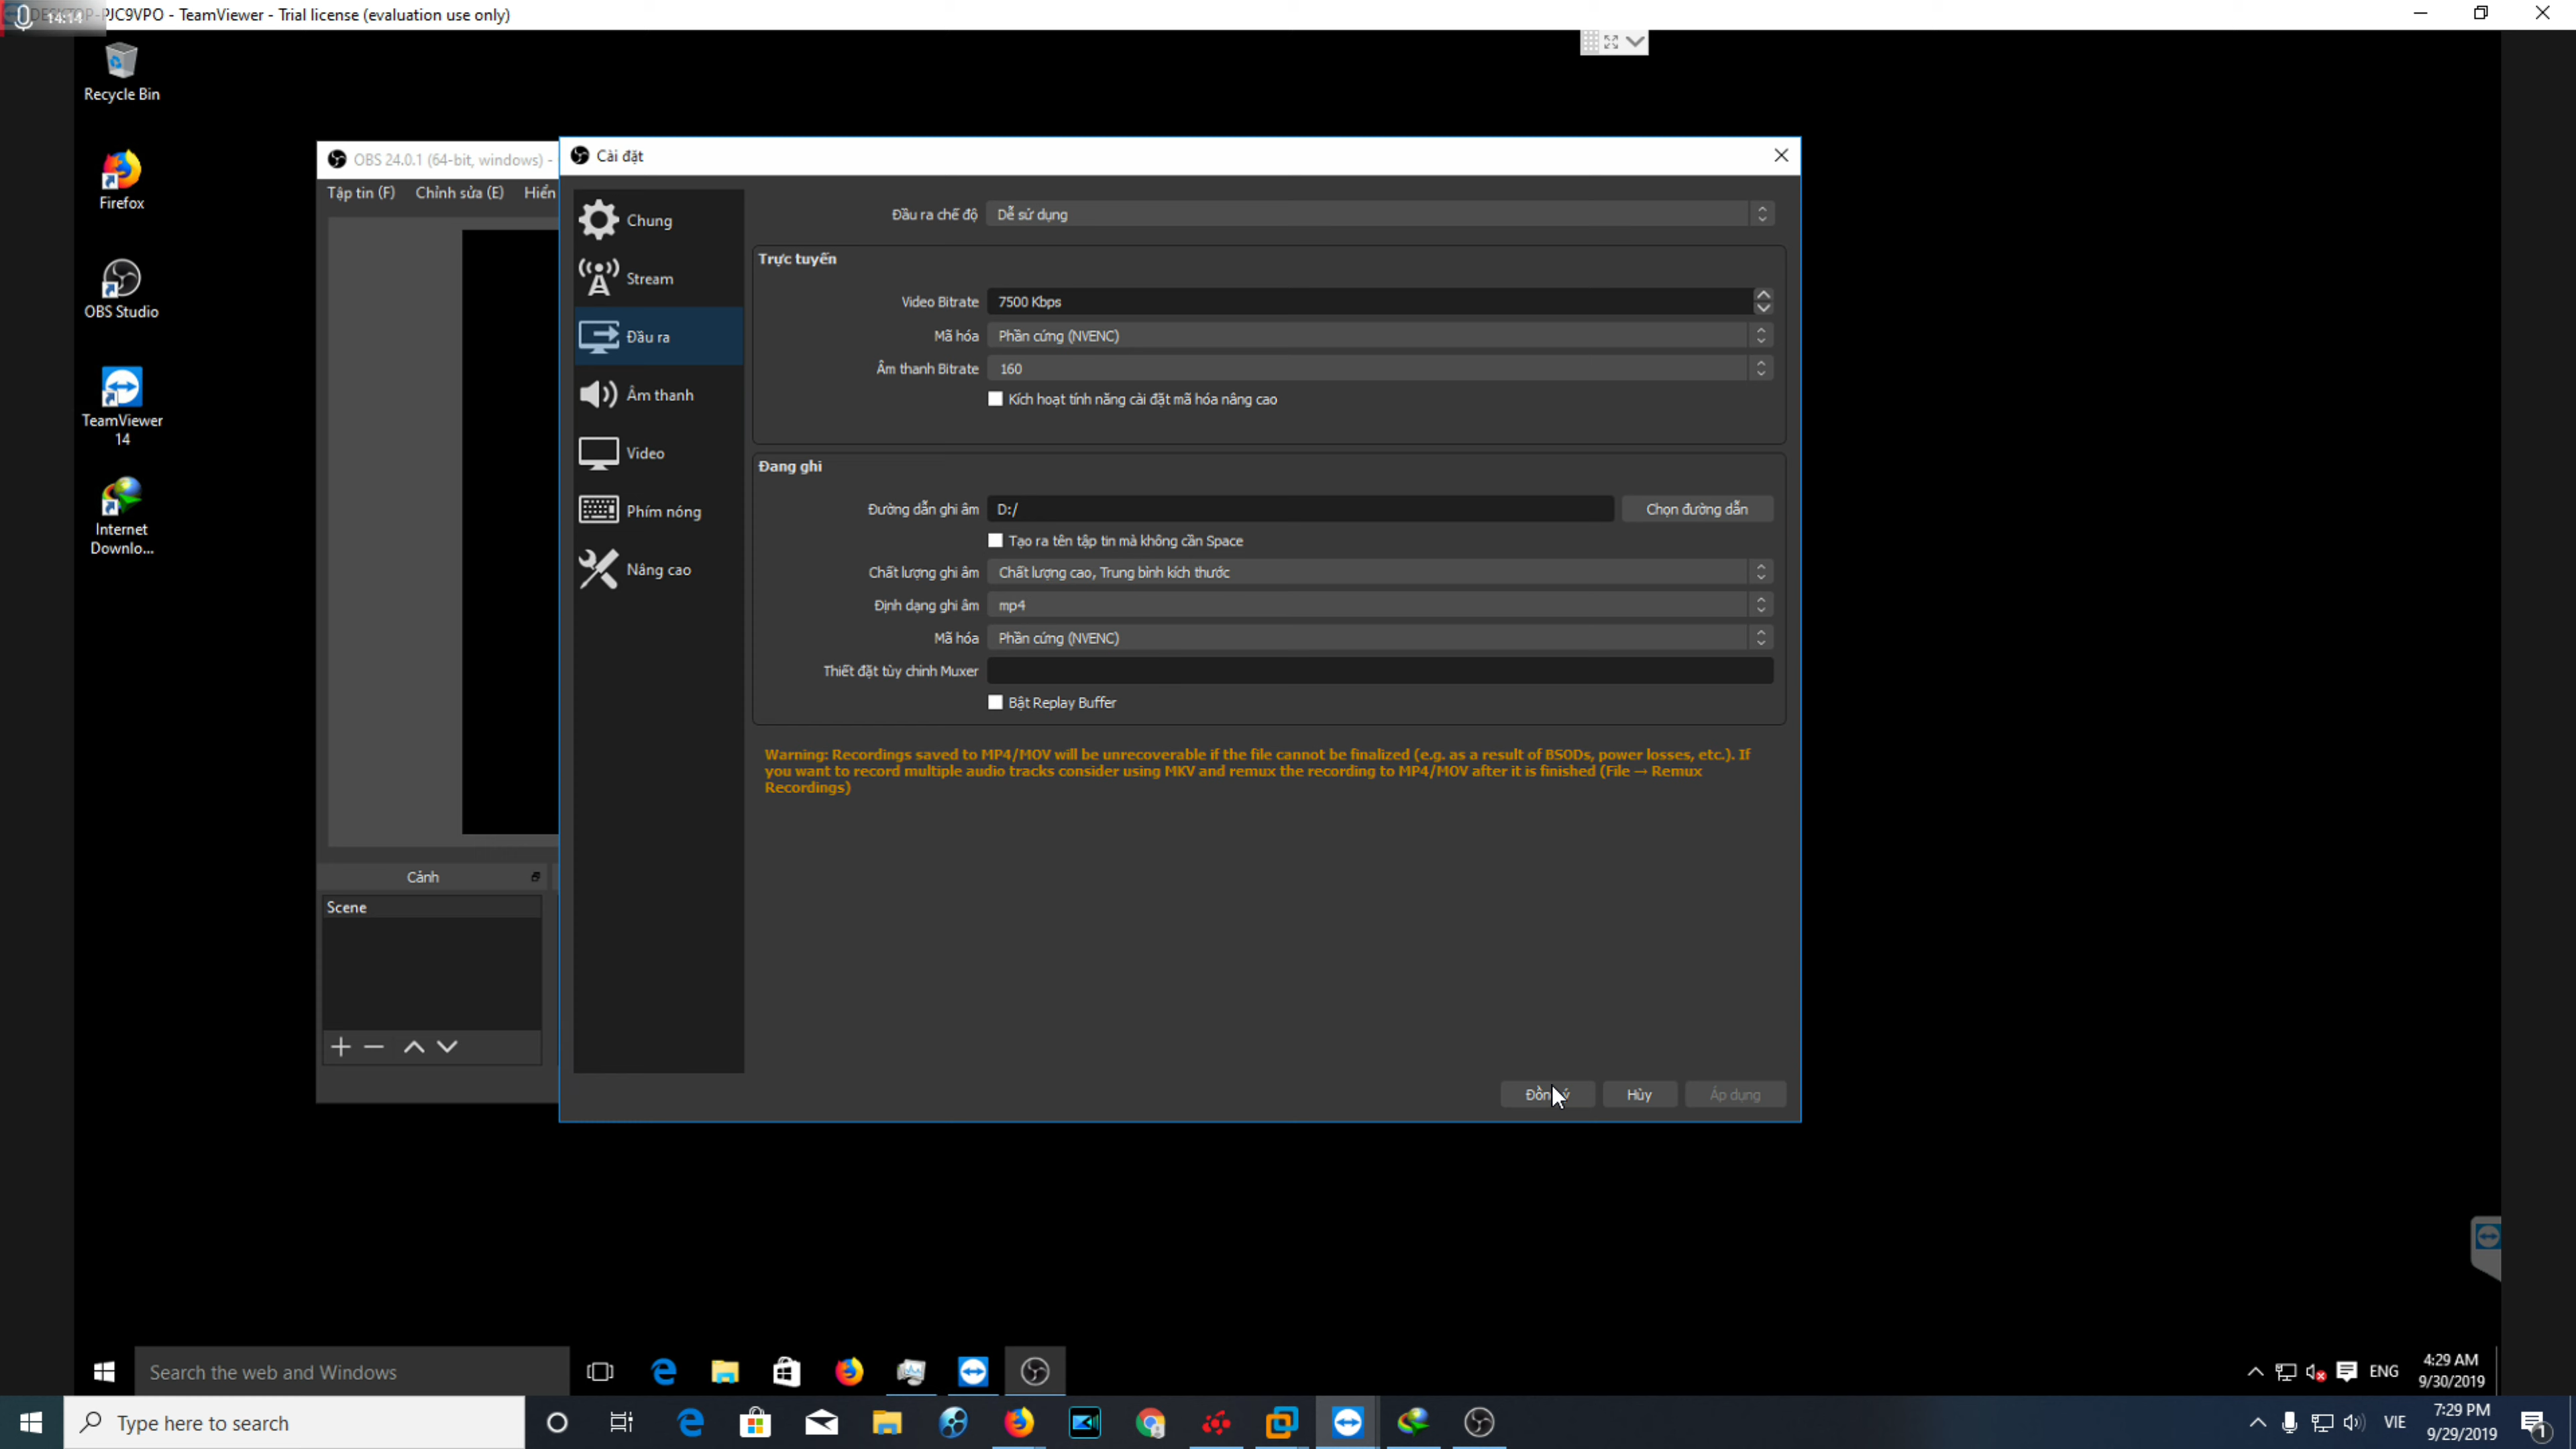 PJC9VPO - TeamViewer - Trial license (evaluation use only)
14:14
Recycle Bin
Firefox
OBS Studio
TeamViewer
14
Internet
Downlo...
OBS 24.0.1 (64-bit, windows) -
Tập tin (F) Chỉnh sửa (E) Hiển
Cài đặt
Chung
Stream
Đầu ra
Âm thanh
Video
Phím nóng
Nâng cao
Đầu ra chế độ Dễ sử dụng
Trực tuyến
Video Bitrate 7500 Kbps
Mã hóa Phần cứng (NVENC)
Âm thanh Bitrate 160
Kích hoạt tính năng cài đặt mã hóa nâng cao
Đang ghi
Đường dẫn ghi âm D:/ Chọn đường dẫn
Tạo ra tên tập tin mà không cần Space
Chất lượng ghi âm Chất lượng cao, Trung bình kích thước
Định dạng ghi âm mp4
Mã hóa Phần cứng (NVENC)
Thiết đặt tùy chỉnh Muxer
Bật Replay Buffer
Warning: Recordings saved to MP4/MOV will be unrecoverable if the file cannot be finalized (e.g. as a result of BSODs, power losses, etc.). If
you want to record multiple audio tracks consider using MKV and remux the recording to MP4/MOV after it is finished (File → Remux
Recordings)
Cảnh
Scene
Hủy Áp dụng
Search the web and Windows
ENG
4:29 AM
9/30/2019
Type here to search
VIE
7:29 PM
9/29/2019
1